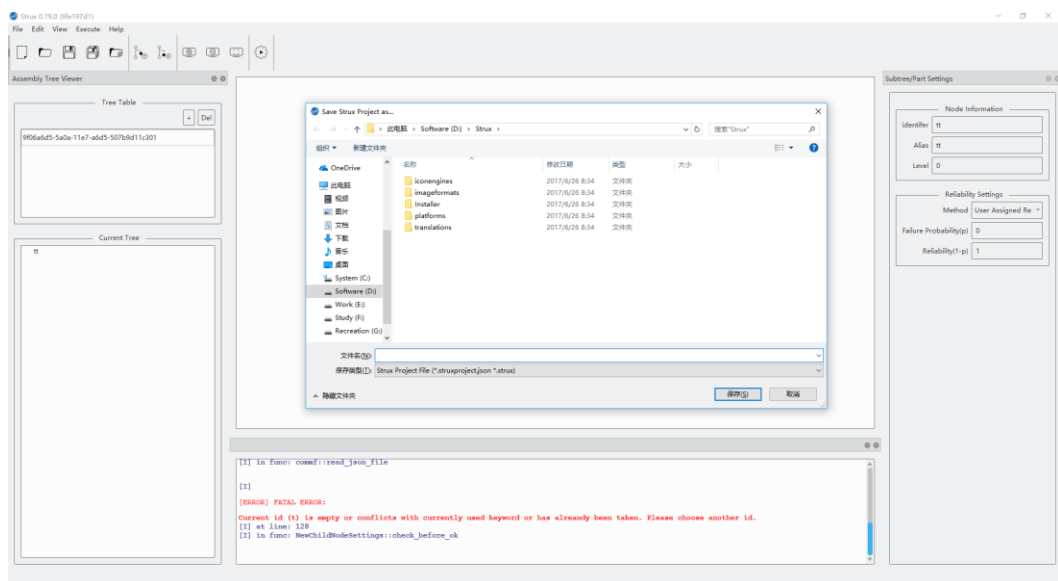 Strux 0.19.0 (9fe197d1)
File Edit View Execute Help
Assembly Tree Viewer
Tree Table
+ Del
9f06a6d5-5a0a-11e7-a6d5-507b9d11c301
Current Tree
tt
Save Strux Project as...
此电脑 > Software (D:) > Strux >
搜索"Strux"
组织 新建文件夹
名称 修改日期 类型 大小
OneDrive
此电脑
视频
图片
文档
下载
音乐
桌面
System (C:)
Software (D:)
Work (E:)
Study (F:)
Recreation (G:)
iconengines 2017/6/26 8:34 文件夹
imageformats 2017/6/26 8:34 文件夹
Installer 2017/6/26 8:34 文件夹
platforms 2017/6/26 8:34 文件夹
translations 2017/6/26 8:34 文件夹
文件名(N):
保存类型(T): Strux Project File (*.struxproject.json *.strux)
隐藏文件夹
保存(S) 取消
[I] in func: commf::read_json_file
[I]
[ERROR] FATAL ERROR:
Current id (t) is empty or conflicts with currently used keyword or has alreandy been taken. Please choose another id.
[I] at line: 128
[I] in func: NewChildNodeSettings::check_before_ok
Subtree/Part Settings
Node Information
identifer tt
Alias tt
Level 0
Reliability Settings
Method User Assigned Re
Failure Probability(p) 0
Reliability(1-p) 1